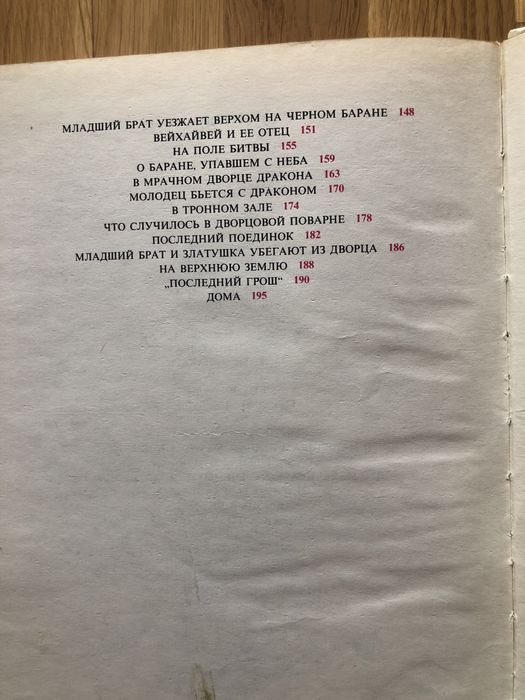 МЛАДШИЙ БРАТ УЕЗЖАЕТ ВЕРХОМ НА ЧЕРНОМ БАРАНЕ 148
ВЕЙХАЙВЕЙ И ЕЕ ОТЕЦ 151
НА ПОЛЕ БИТВЫ 155
О БАРАНЕ, УПАВШЕМ С НЕБА 159
В МРАЧНОМ ДВОРЦЕ ДРАКОНА 163
МОЛОДЕЦ БЬЕТСЯ С ДРАКОНОМ 170
В ТРОННОМ ЗАЛЕ 174
ЧТО СЛУЧИЛОСЬ В ДВОРЦОВОЙ ПОВАРНЕ 178
ПОСЛЕДНИЙ ПОЕДИНОК 182
МЛАДШИЙ БРАТ И ЗЛАТУШКА УБЕГАЮТ ИЗ ДВОРЦА 186
НА ВЕРХНЮЮ ЗЕМЛЮ 188
„ПОСЛЕДНИЙ ГРОШ“ 190
ДОМА 195